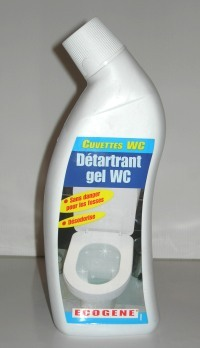 CUVETTES WC
Détartrant
gel WC
• Sans danger
pour les fosses
• Désodorise
ECOGENE